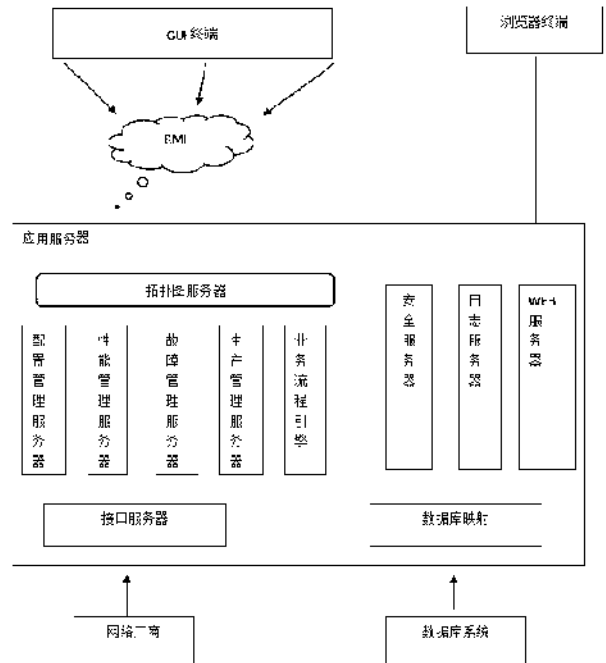 GUI 终端
浏览器终端
RMI
应用服务器
拓扑图服务器
配置管理服务器
性能管理服务器
故障管理服务器
生产管理服务器
业务流程引擎
安全服务器
日志服务器
WEB服务器
接口服务器
数据库映射
网络厂商
数据库系统